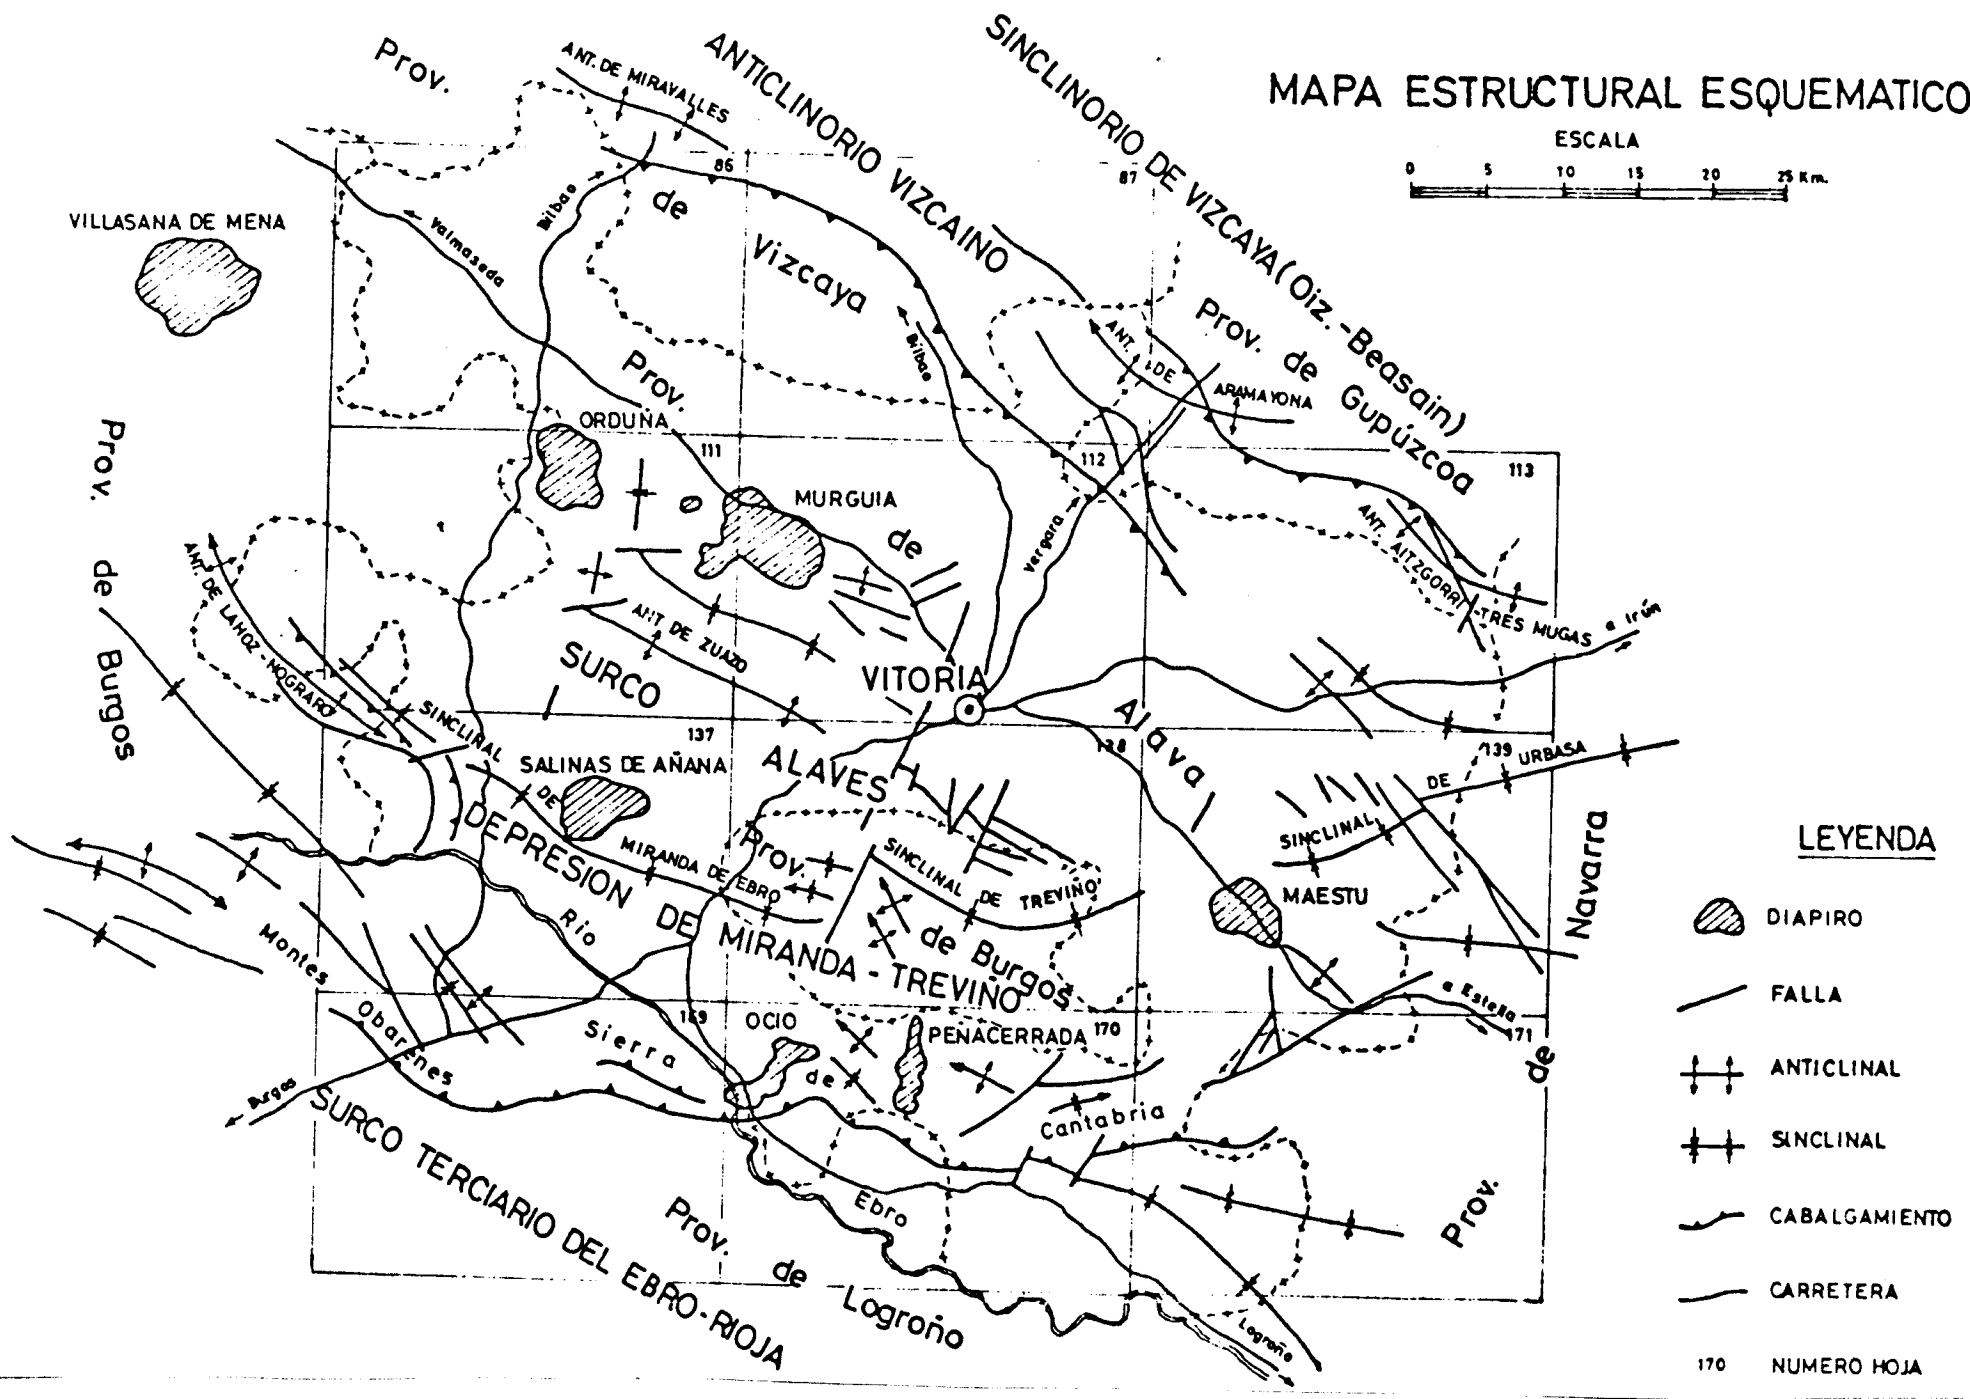 MAPA ESTRUCTURAL ESQUEMATICO
ESCALA
0 5 10 15 20 25 Km.
Prov.
de
Vizcaya
ANT. DE MIRAVALLES
ANTICLINORIO VIZCAINO
SINCLINORIO DE VIZCAYA (Oiz.-Beasain)
86
87
VILLASANA DE MENA
Valmaseda
Bilbao
Bilbao
Prov. de Gupúzcoa
ANT. DE ARAMAYONA
Prov.
de
Alava
ORDUÑA
111
112
113
MURGUIA
Vergara
Prov. de Burgos
ANT. DE LAHOZ-NOGRARO
ANT. AITZGORRI-TRES MUGAS
a Irún
ANT DE ZUAZO
SURCO
ALAVES
VITORIA
137
138
139
SINCLINAL DE MIRANDA DE EBRO
SALINAS DE AÑANA
SINCLINAL DE URBASA
DEPRESION DE MIRANDA-TREVIÑO
Prov.
de Burgos
SINCLINAL DE TREVIÑO
MAESTU
Prov. de Navarra
Río
Ebro
Montes
Obarenes
Sierra
de
Cantabria
169
OCIO
PEÑACERRADA
170
171
a Estella
Burgos
SURCO TERCIARIO DEL EBRO-RIOJA
Prov.
de
Logroño
Logroño
LEYENDA
DIAPIRO
FALLA
ANTICLINAL
SINCLINAL
CABALGAMIENTO
CARRETERA
170 NUMERO HOJA